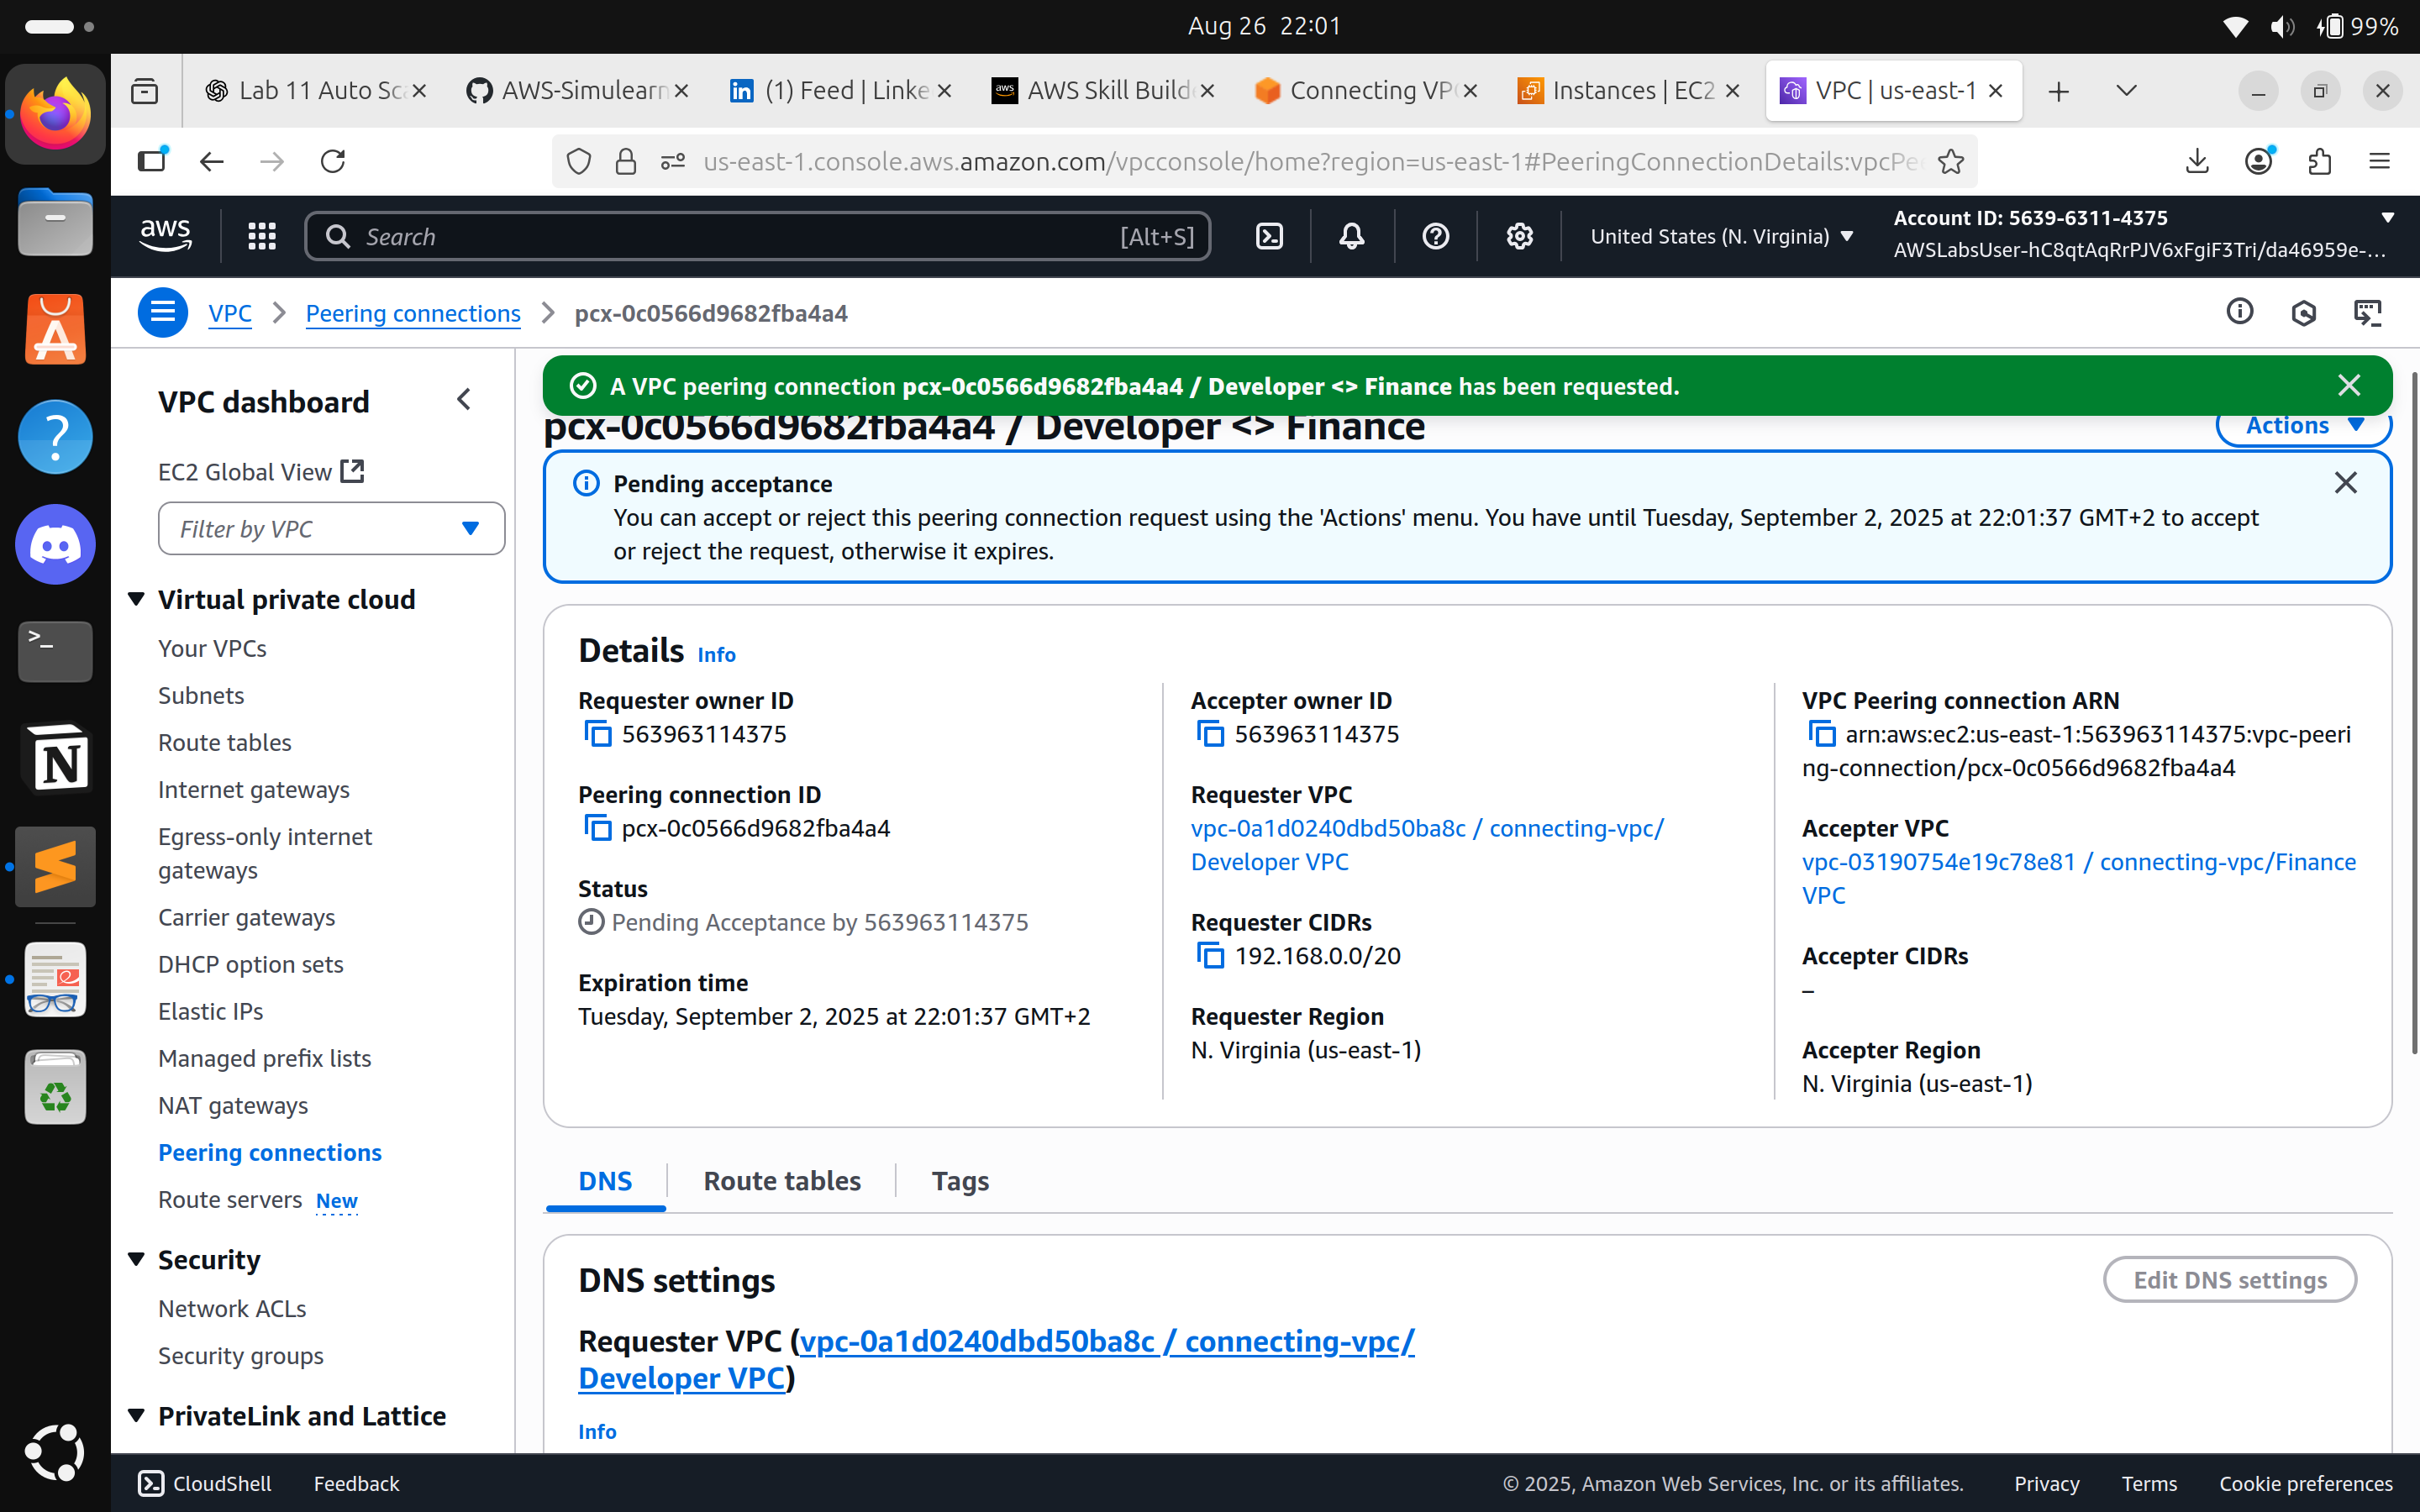 Aug 26 22:01
99%
Lab 11 Auto Sca
AWS-Simulearn
(1) Feed | Linke
AWS Skill Build
Connecting VP
Instances | EC2
VPC | us-east-1
us-east-1.console.aws.amazon.com/vpcconsole/home?region=us-east-1#PeeringConnectionDetails:vpcPe
aws
Search
[Alt+S]
United States (N. Virginia)
Account ID: 5639-6311-4375
AWSLabsUser-hC8qtAqRrPJV6xFgiF3Tri/da46959e-...
VPC
Peering connections
pcx-0c0566d9682fba4a4
VPC dashboard
EC2 Global View
Filter by VPC
Virtual private cloud
Your VPCs
Subnets
Route tables
Internet gateways
Egress-only internet
gateways
Carrier gateways
DHCP option sets
Elastic IPs
Managed prefix lists
NAT gateways
Peering connections
Route servers New
Security
Network ACLs
Security groups
PrivateLink and Lattice
A VPC peering connection pcx-0c0566d9682fba4a4 / Developer <> Finance has been requested.
pcx-0c0566d9682fba4a4 / Developer <> Finance
Actions
Pending acceptance
You can accept or reject this peering connection request using the 'Actions' menu. You have until Tuesday, September 2, 2025 at 22:01:37 GMT+2 to accept
or reject the request, otherwise it expires.
Details Info
Requester owner ID
563963114375
Peering connection ID
pcx-0c0566d9682fba4a4
Status
Pending Acceptance by 563963114375
Expiration time
Tuesday, September 2, 2025 at 22:01:37 GMT+2
Accepter owner ID
563963114375
Requester VPC
vpc-0a1d0240dbd50ba8c / connecting-vpc/
Developer VPC
Requester CIDRs
192.168.0.0/20
Requester Region
N. Virginia (us-east-1)
VPC Peering connection ARN
arn:aws:ec2:us-east-1:563963114375:vpc-peeri
ng-connection/pcx-0c0566d9682fba4a4
Accepter VPC
vpc-03190754e19c78e81 / connecting-vpc/Finance
VPC
Accepter CIDRs
–
Accepter Region
N. Virginia (us-east-1)
DNS
Route tables
Tags
DNS settings
Edit DNS settings
Requester VPC (vpc-0a1d0240dbd50ba8c / connecting-vpc/
Developer VPC)
Info
CloudShell
Feedback
© 2025, Amazon Web Services, Inc. or its affiliates.
Privacy
Terms
Cookie preferences